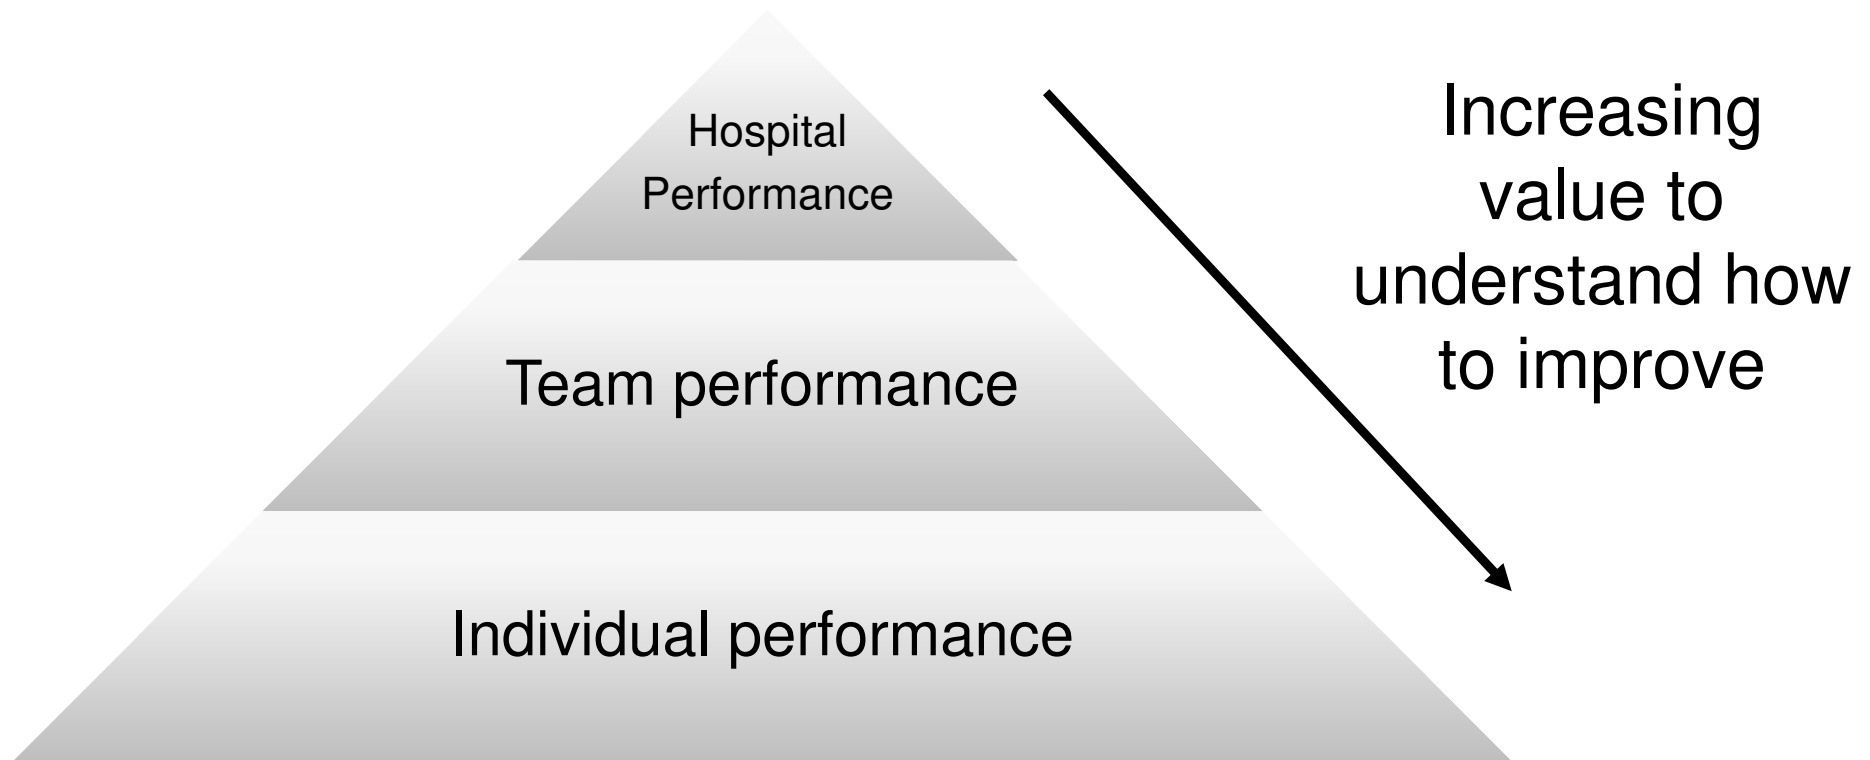 Hospital
Performance
Team performance
Individual performance
Increasing
value to
understand how
to improve